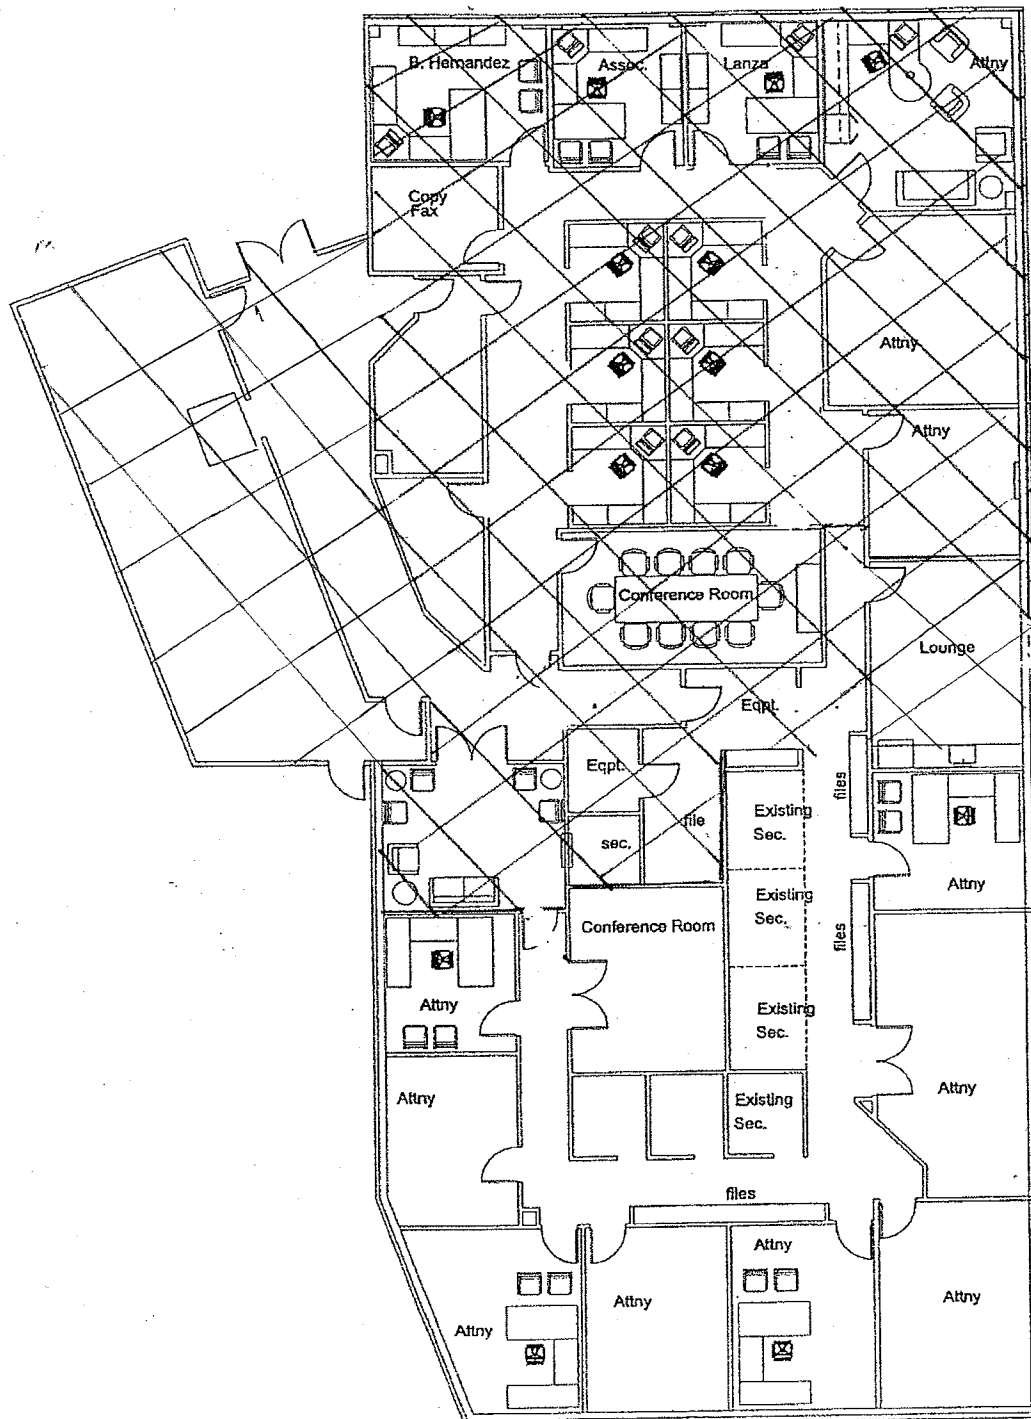 B. Hernandez
Assoc.
Lanza
Attny
Copy
Fax
Attny
Attny
Conference Room
Lounge
Eqpt.
Eqpt.
files
Existing
Sec.
file
sec.
Attny
Existing
Sec.
Conference Room
files
Attny
Existing
Sec.
Attny
Attny
Existing
Sec.
files
Attny
Attny
Attny
Attny